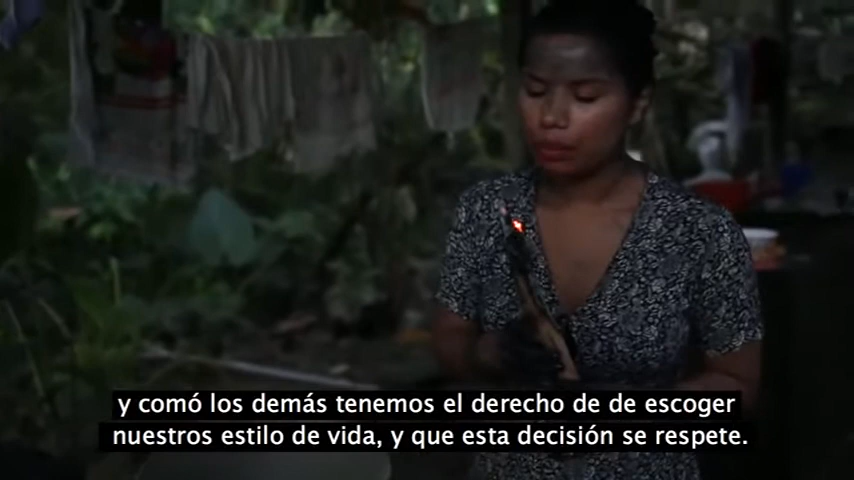 y comó los demás tenemos el derecho de de escoger
nuestros estilo de vida, y que esta decisión se respete.